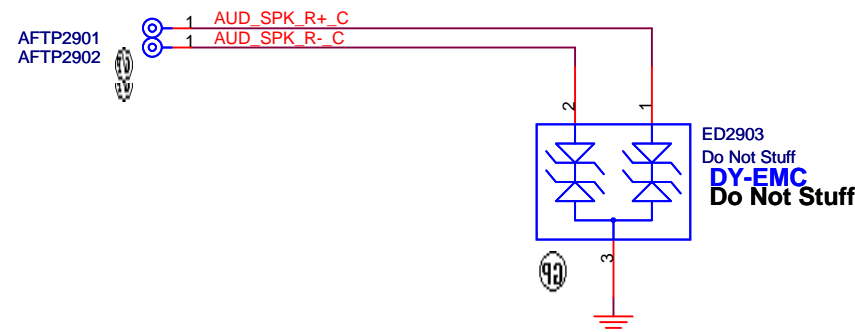 AFTP2901
AFTP2902
1 AUD_SPK_R+_C
1 AUD_SPK_R-_C
2
1
ED2903
Do Not Stuff
DY-EMC
Do Not Stuff
3